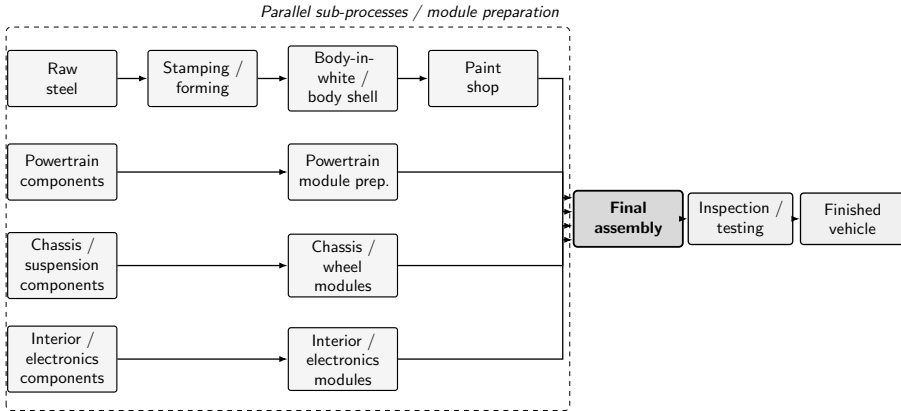 Parallel sub-processes / module preparation
Raw
steel
Stamping /
forming
Body-in-
white /
body shell
Paint
shop
Powertrain
components
Powertrain
module prep.
Final
assembly
Inspection /
testing
Finished
vehicle
Chassis /
suspension
components
Chassis /
wheel
modules
Interior /
electronics
components
Interior /
electronics
modules